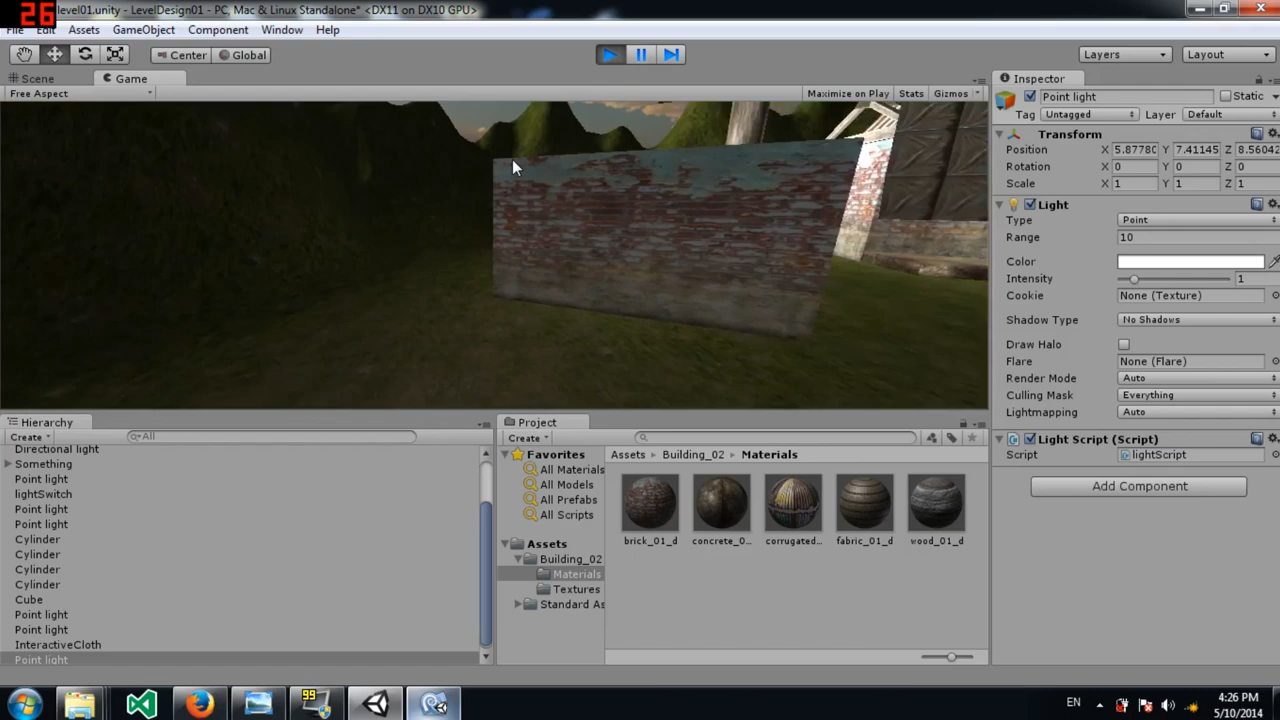 26
level01.unity - LevelDesign01 - PC, Mac & Linux Standalone* <DX11 on DX10 GPU>
File Edit Assets GameObject Component Window Help
Center Global Layers Layout
Scene Game
Free Aspect Maximize on Play Stats Gizmos
Inspector
Point light Static
Tag Untagged Layer Default
Transform
Position X 5.87780 Y 7.41145 Z 8.56042
Rotation X 0 Y 0 Z 0
Scale X 1 Y 1 Z 1
Light
Type Point
Range 10
Color
Intensity 1
Cookie None (Texture)
Shadow Type No Shadows
Draw Halo
Flare None (Flare)
Render Mode Auto
Culling Mask Everything
Lightmapping Auto
Light Script (Script)
Script lightScript
Add Component
Hierarchy
Create All
Directional light
Something
Point light
lightSwitch
Point light
Point light
Cylinder
Cylinder
Cylinder
Cylinder
Cube
Point light
Point light
InteractiveCloth
Point light
Project
Create
Favorites
All Materials
All Models
All Prefabs
All Scripts
Assets
Building_02
Materials
Textures
Standard As
Assets Building_02 Materials
brick_01_d concrete_0... corrugated... fabric_01_d wood_01_d
99
EN
4:26 PM
5/10/2014